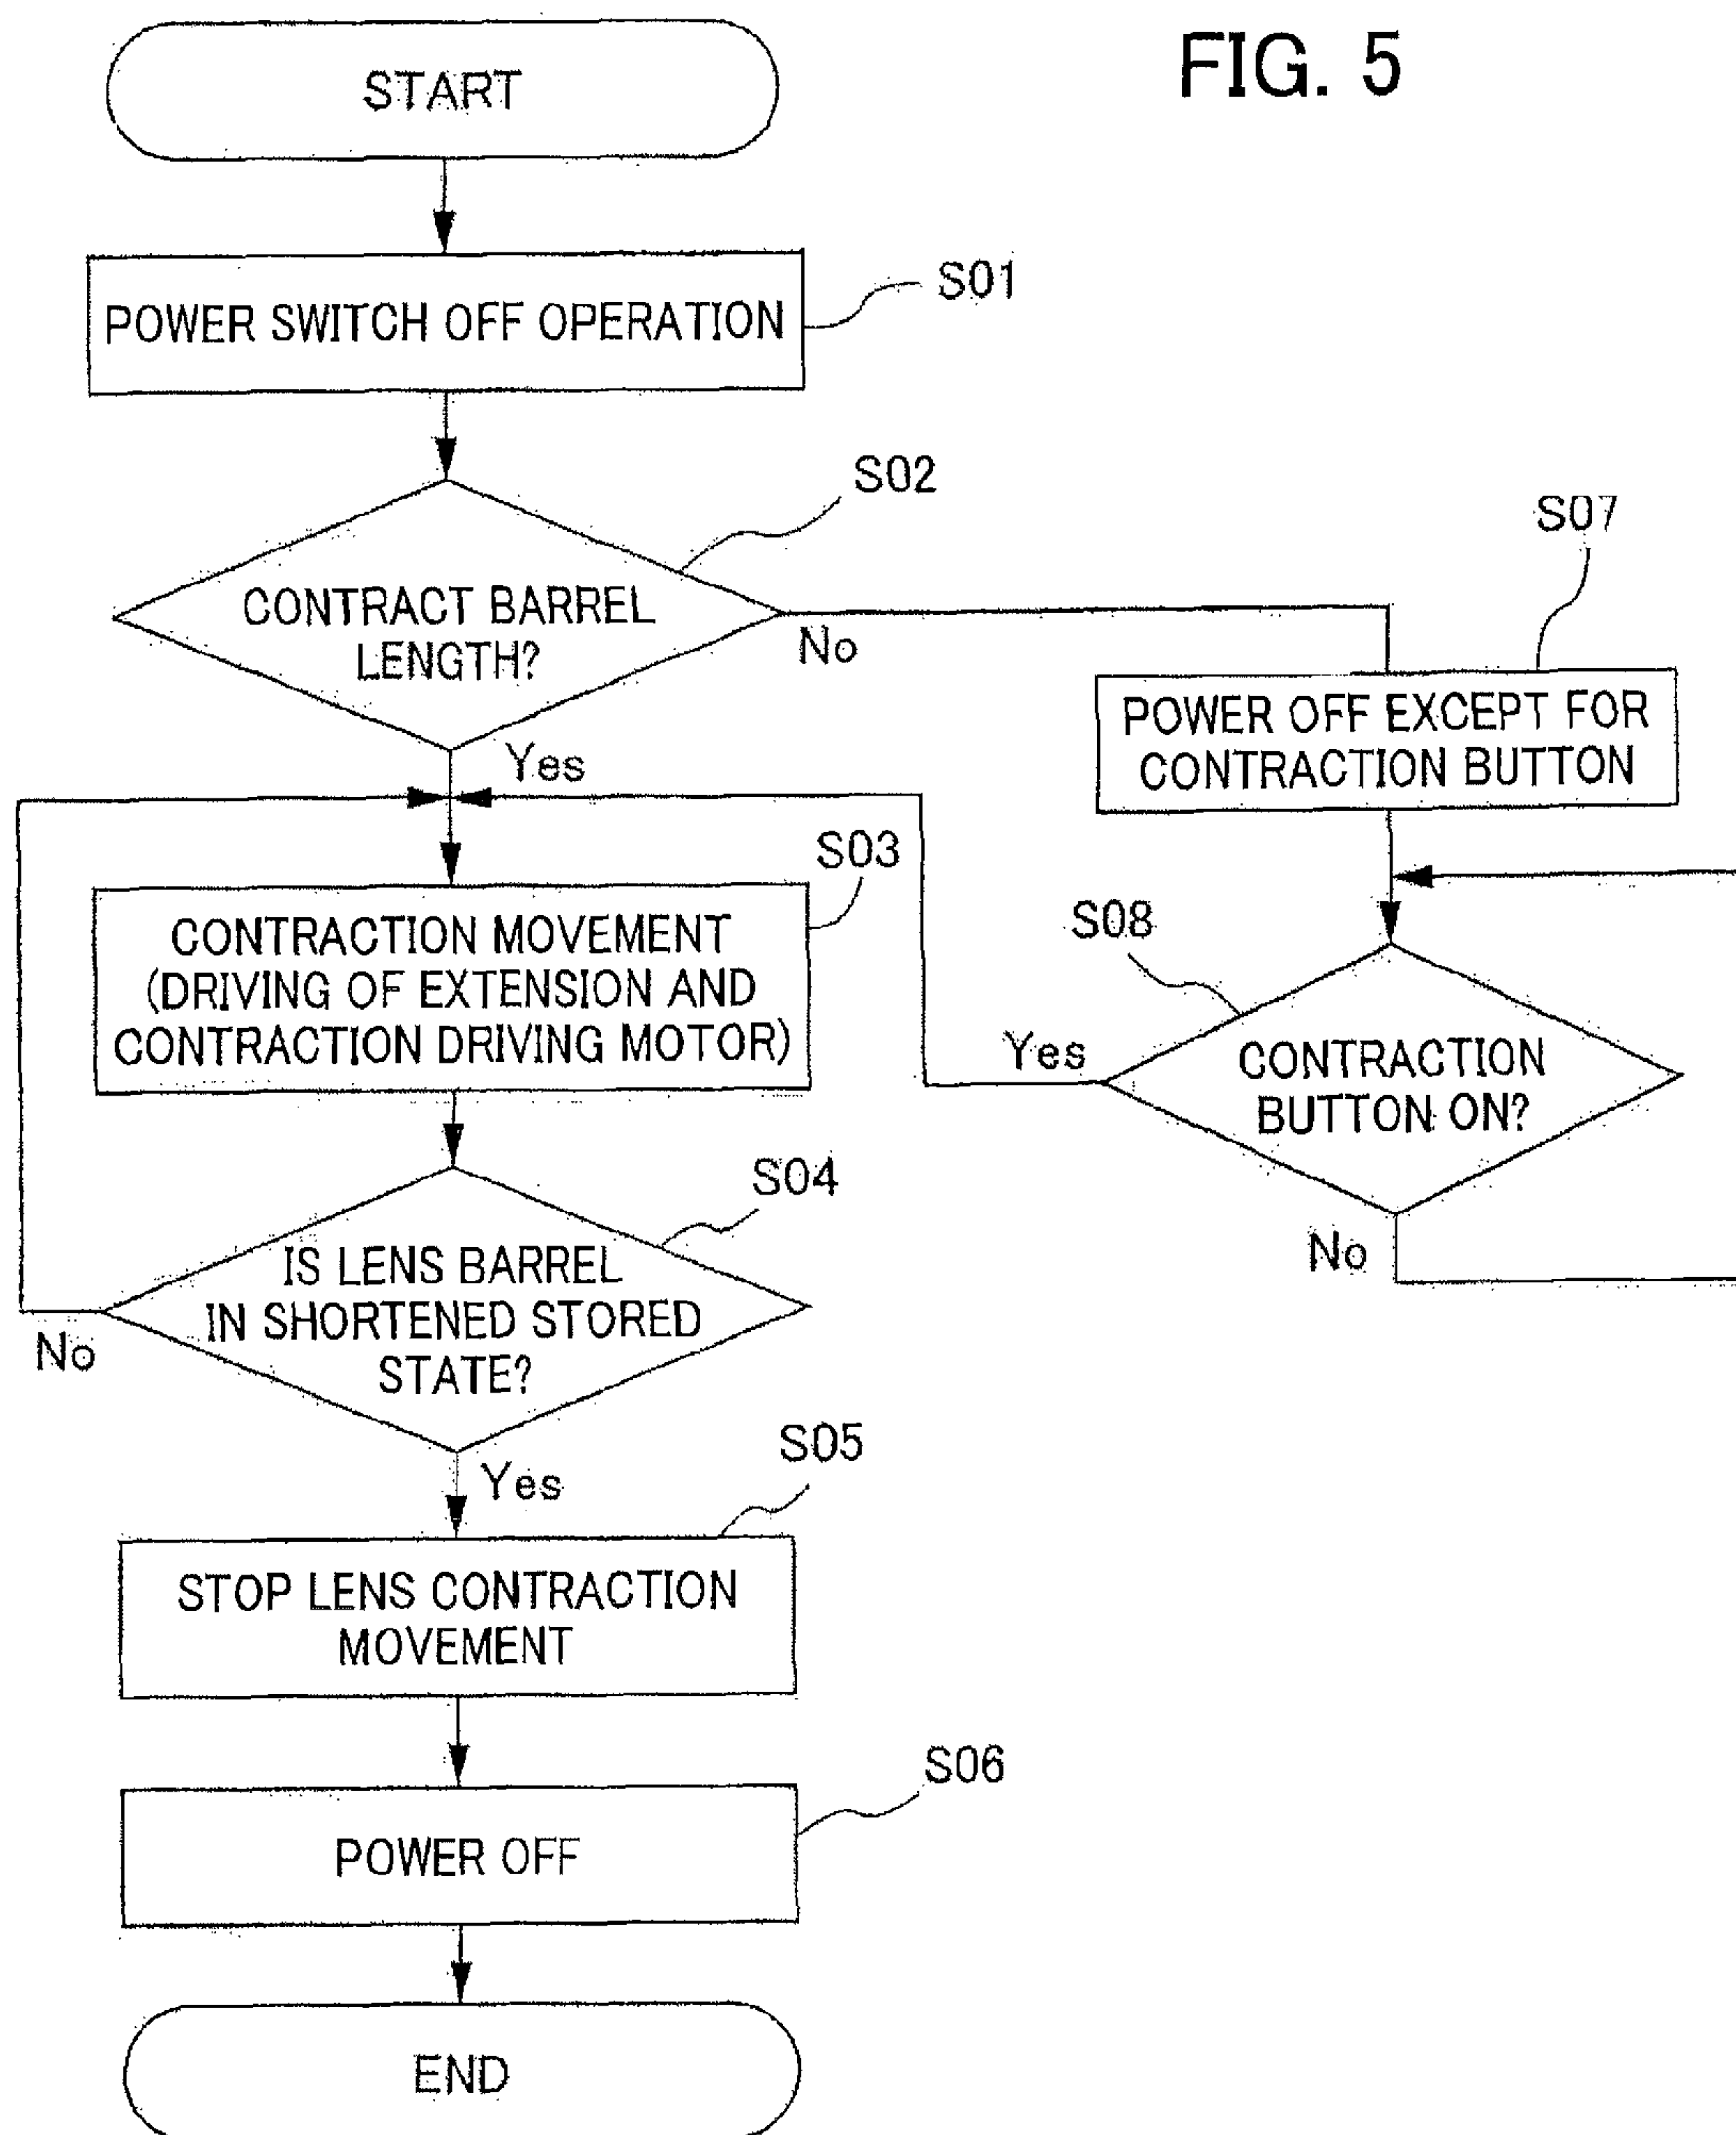 FIG. 5
START
POWER SWITCH OFF OPERATION
S01
S02
CONTRACT BARREL
LENGTH?
No
Yes
S03
CONTRACTION MOVEMENT
(DRIVING OF EXTENSION AND
CONTRACTION DRIVING MOTOR)
S04
IS LENS BARREL
IN SHORTENED STORED
STATE?
No
Yes
S05
STOP LENS CONTRACTION
MOVEMENT
S06
POWER OFF
END
S07
POWER OFF EXCEPT FOR
CONTRACTION BUTTON
S08
Yes
CONTRACTION
BUTTON ON?
No